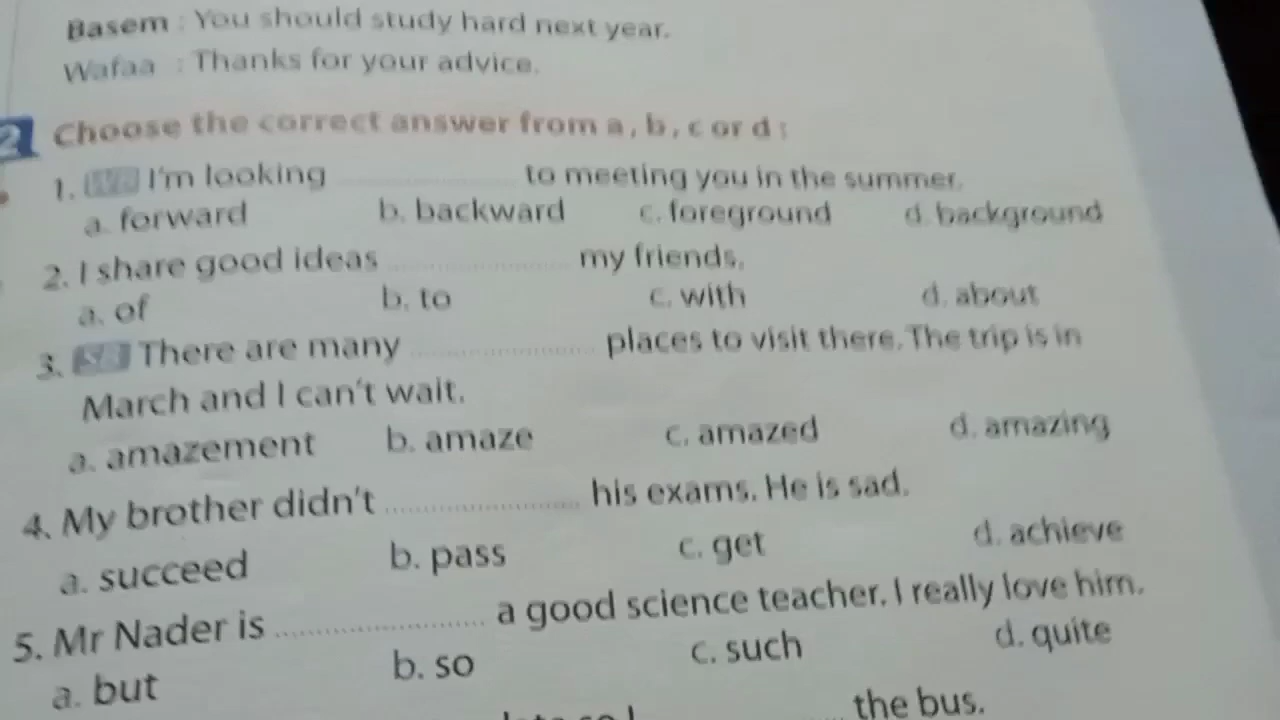 Basem : You should study hard next year.
Wafaa : Thanks for your advice.
2 Choose the correct answer from a, b, c or d :
1. I'm looking .................... to meeting you in the summer.
a. forward b. backward c. foreground d. background
2. I share good ideas .................... my friends.
a. of b. to c. with d. about
3. There are many .................... places to visit there. The trip is in
March and I can't wait.
a. amazement b. amaze c. amazed d. amazing
4. My brother didn't .................... his exams. He is sad.
a. succeed b. pass c. get d. achieve
5. Mr Nader is .................... a good science teacher. I really love him.
a. but b. so c. such d. quite
the bus.